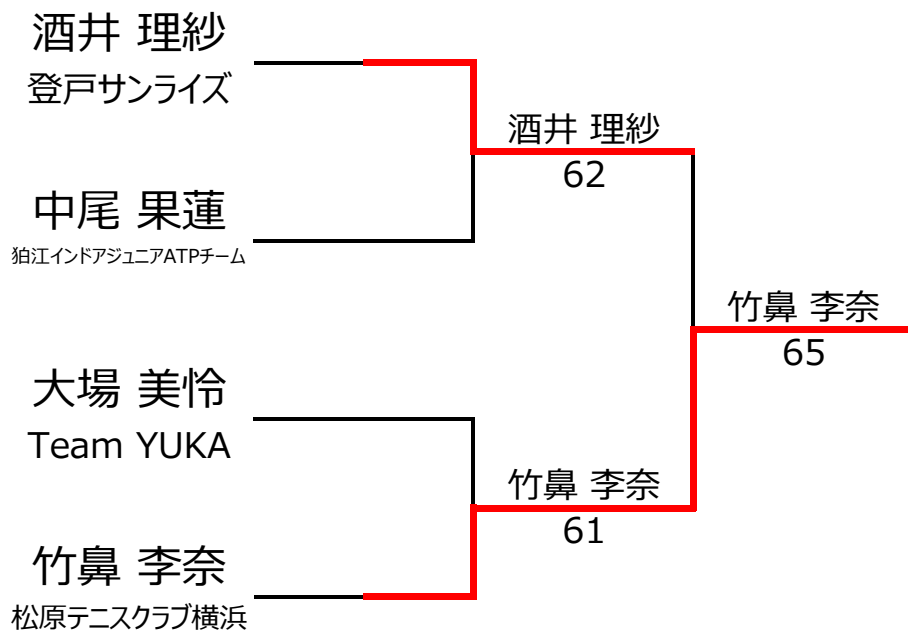 酒井 理紗
登戸サンライズ
中尾 果蓮
狛江インドアジュニアATPチーム
大場 美怜
Team YUKA
竹鼻 李奈
松原テニスクラブ横浜
酒井 理紗
62
竹鼻 李奈
61
竹鼻 李奈
65